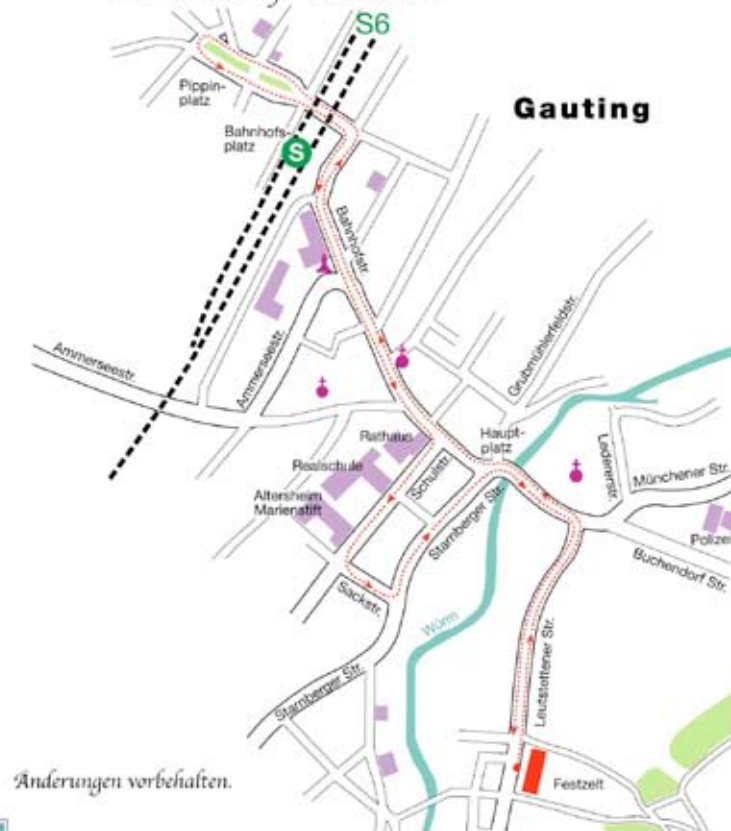 S6
Gauting
Pippin-
platz
Bahnhofs-
platz
S
Bahnhofstr.
Ammerseestr.
Ammerseestr.
Grubmühlerfeldstr.
Rathaus
Haupt-
platz
Realschule
Schulstr.
Ledererstr.
Münchener Str.
Altersheim
Marienstift
Starnberger Str.
Polizei
Buchendorf Str.
Sackstr.
Würm
Leutstettener Str.
Starnberger Str.
Änderungen vorbehalten.
Festzelt